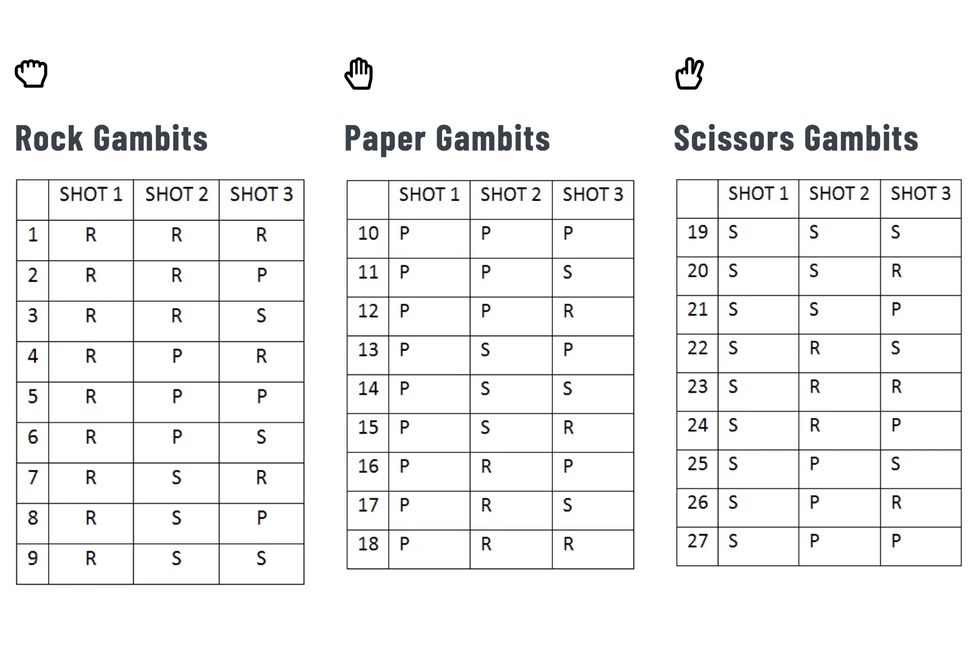 Rock Gambits
SHOT 1 SHOT 2 SHOT 3
1 R R R
2 R R P
3 R R S
4 R P R
5 R P P
6 R P S
7 R S R
8 R S P
9 R S S
Paper Gambits
SHOT 1 SHOT 2 SHOT 3
10 P P P
11 P P S
12 P P R
13 P S P
14 P S S
15 P S R
16 P R P
17 P R S
18 P R R
Scissors Gambits
SHOT 1 SHOT 2 SHOT 3
19 S S S
20 S S R
21 S S P
22 S R S
23 S R R
24 S R P
25 S P S
26 S P R
27 S P P